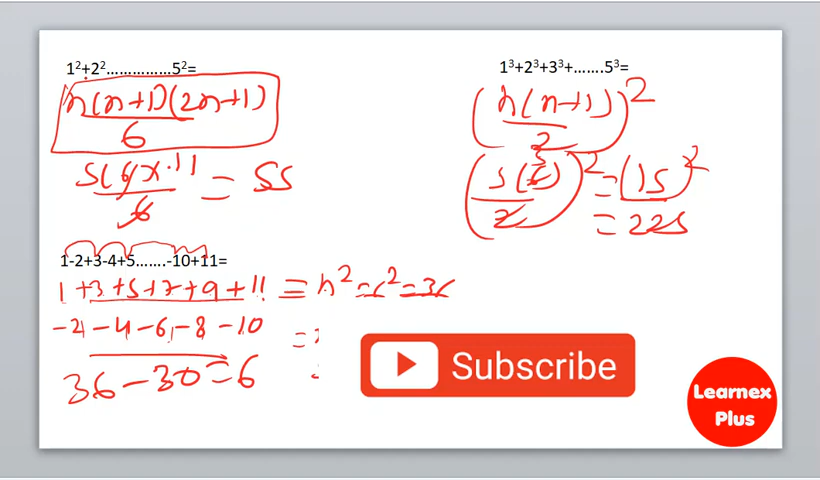 1²+2²...............5²=
n(n+1)(2n+1)
6
5(6)x.11
6
= 55
1³+2³+3³+.......5³=
(n(n+1))²
2
(5(6))² = (15)²
2
3
= 225
1-2+3-4+5.......-10+11=
1+3+5+7+9+11 = n²=6²=36
-2-4-6-8-10
=
36-30=6
Subscribe
Learnex
Plus